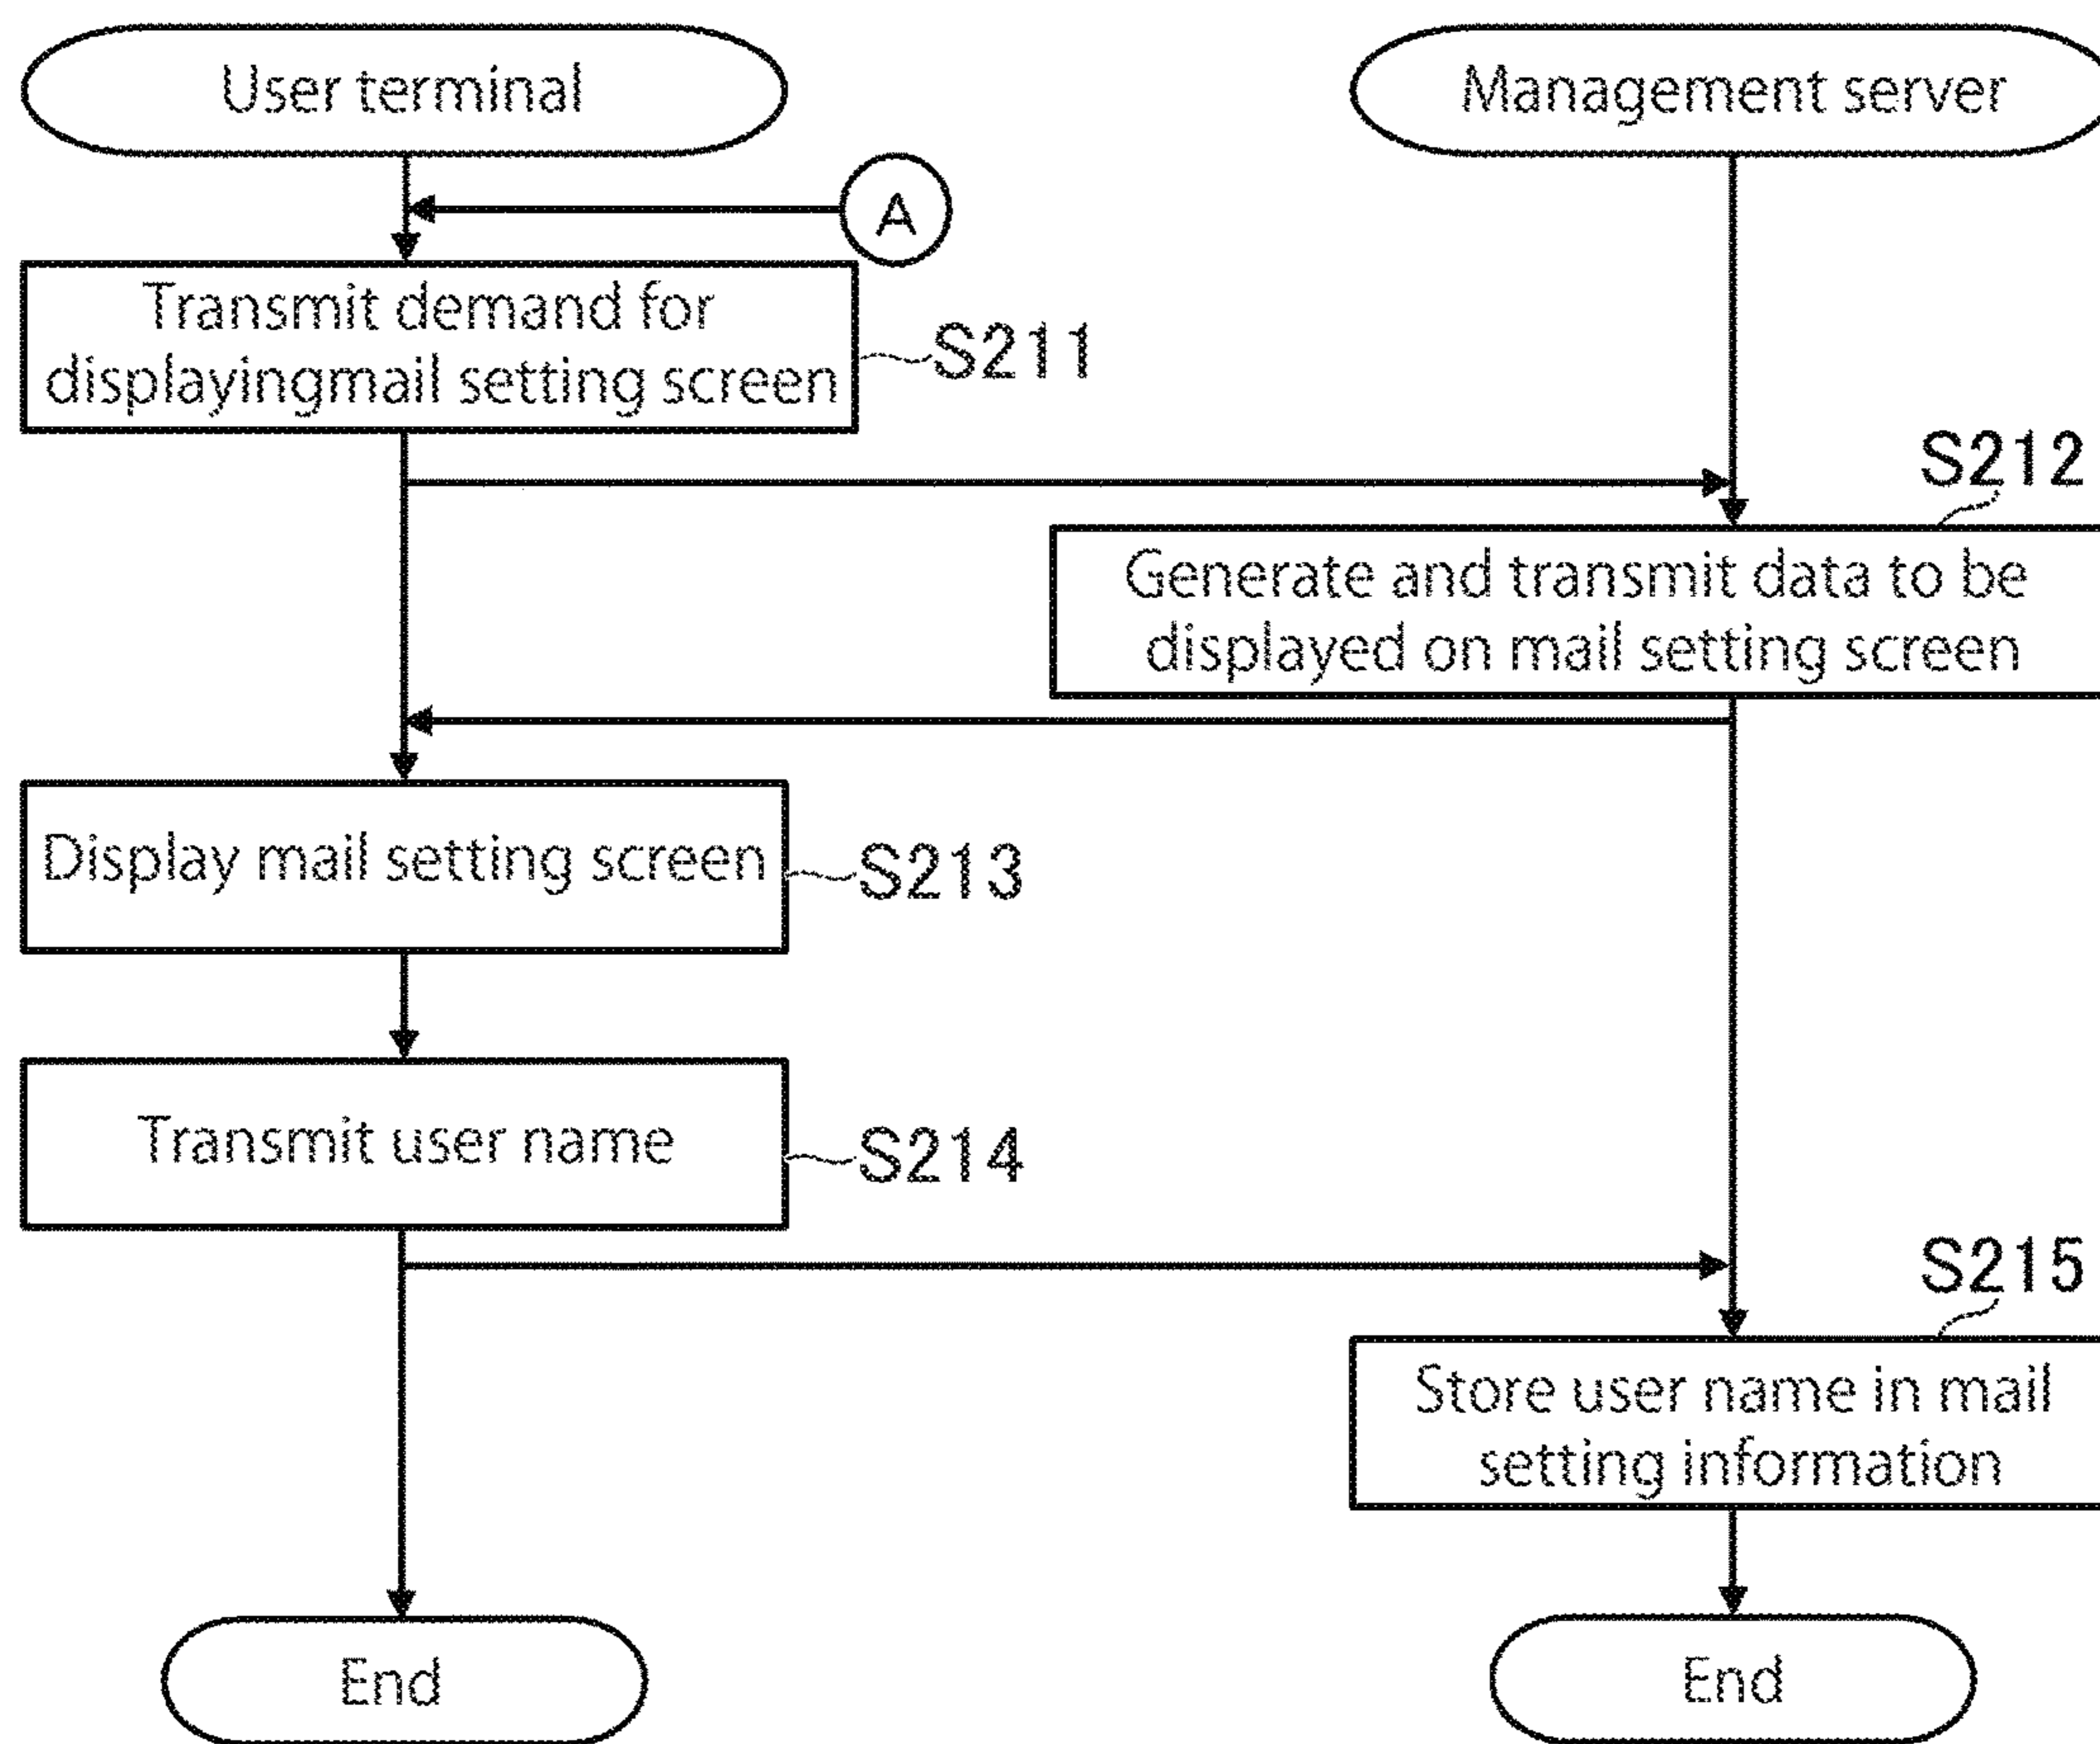 User terminal
Management server
A
Transmit demand for
displayingmail setting screen
S211
S212
Generate and transmit data to be
displayed on mail setting screen
Display mail setting screen
S213
Transmit user name
S214
S215
Store user name in mail
setting information
End
End